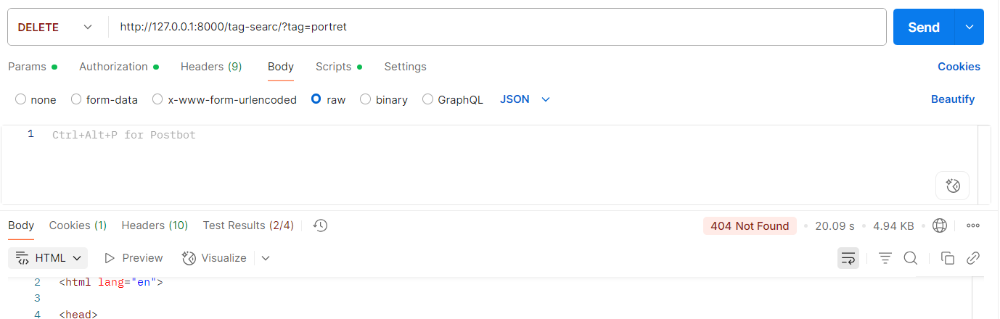 DELETE http://127.0.0.1:8000/tag-searc/?tag=portret Send
Params Authorization Headers (9) Body Scripts Settings Cookies
none form-data x-www-form-urlencoded raw binary GraphQL JSON Beautify
1 Ctrl+Alt+P for Postbot
Body Cookies (1) Headers (10) Test Results (2/4) 404 Not Found 20.09 s 4.94 KB
HTML Preview Visualize
2 <html lang="en">
3
4 <head>